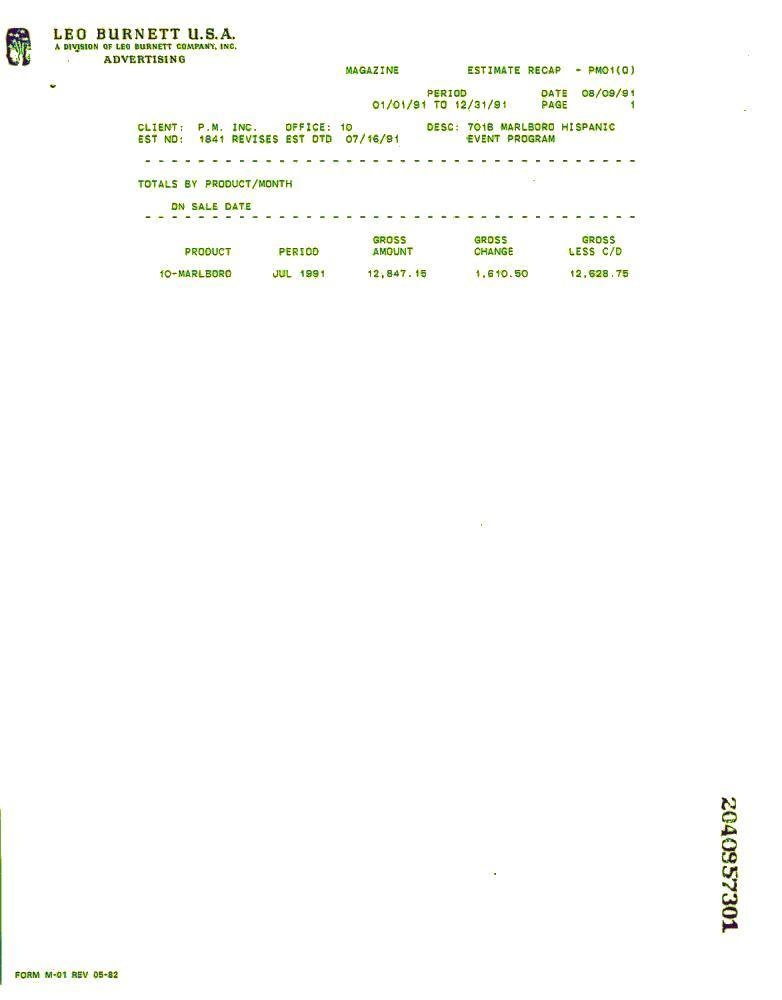 LEO BURNETT U.S.A.
A DIVISION OF LEO BURNETT COMPANY, INC.
ADVERTISING
MAGAZINE ESTIMATE RECAP - PM01(Q)
PERIOD DATE 08/09/91
01/01/91 TO 12/31/91 PAGE 1
CLIENT: P.M. INC. OFFICE: 10 DESC: 701B MARLBORO HISPANIC
EST NO: 1841 REVISES EST DTD 07/16/91 EVENT PROGRAM
TOTALS BY PRODUCT/MONTH
ON SALE DATE
GROSS GROSS GROSS
PRODUCT PERIOD AMOUNT CHANGE LESS C/D
10-MARLBORO JUL 1991 12,847.15 1,610.50 12,628.75
2040957301
FORM M-01 REV 05-82